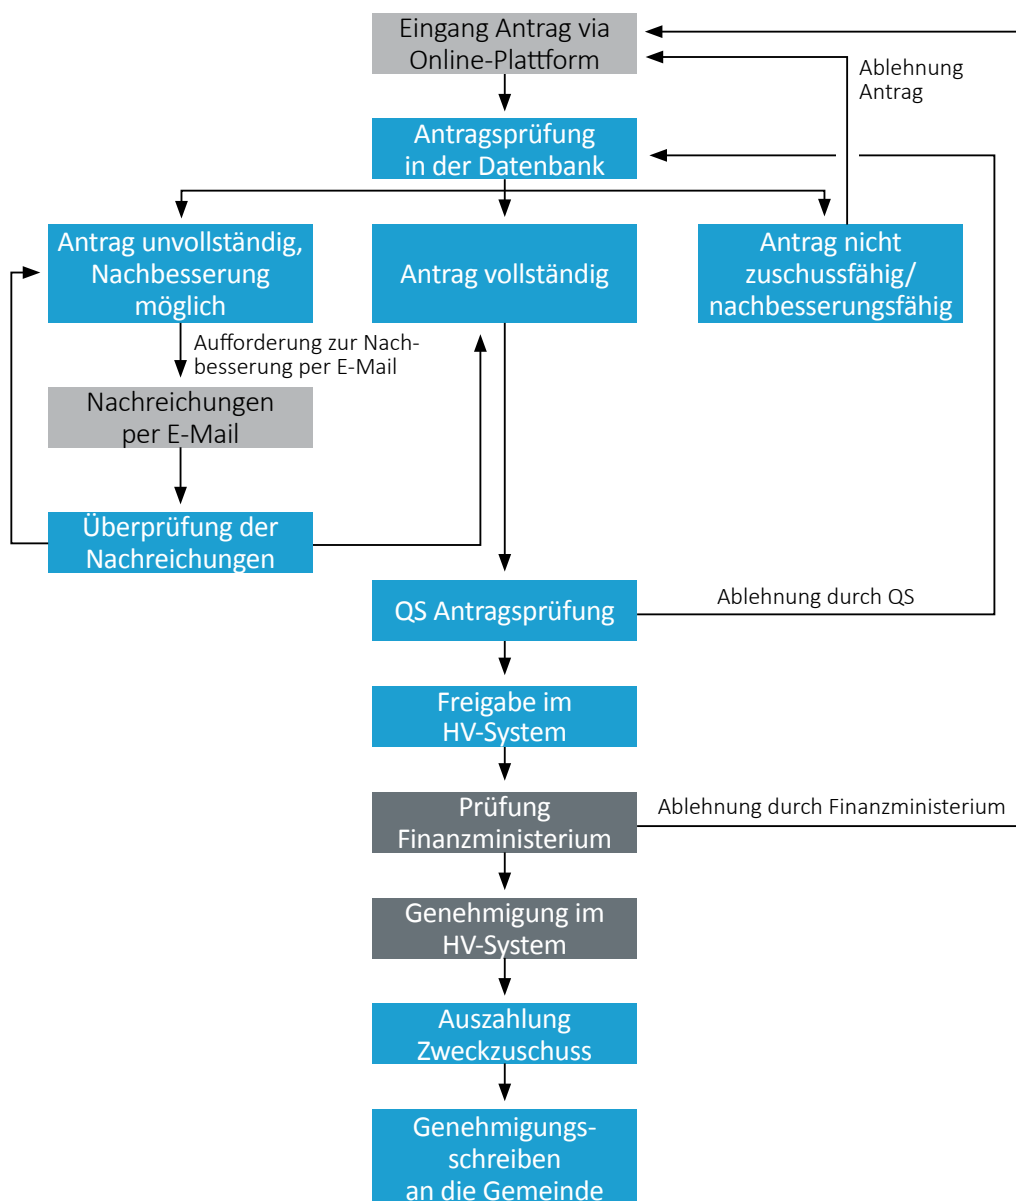 Eingang Antrag via
Online-Plattform
Ablehnung
Antrag
Antragsprüfung
in der Datenbank
Antrag unvollständig,
Nachbesserung
möglich
Antrag vollständig
Antrag nicht
zuschussfähig/
nachbesserungsfähig
Aufforderung zur Nach-
besserung per E-Mail
Nachreichungen
per E-Mail
Überprüfung der
Nachreichungen
QS Antragsprüfung
Ablehnung durch QS
Freigabe im
HV-System
Prüfung
Finanzministerium
Ablehnung durch Finanzministerium
Genehmigung im
HV-System
Auszahlung
Zweckzuschuss
Genehmigungs-
schreiben
an die Gemeinde